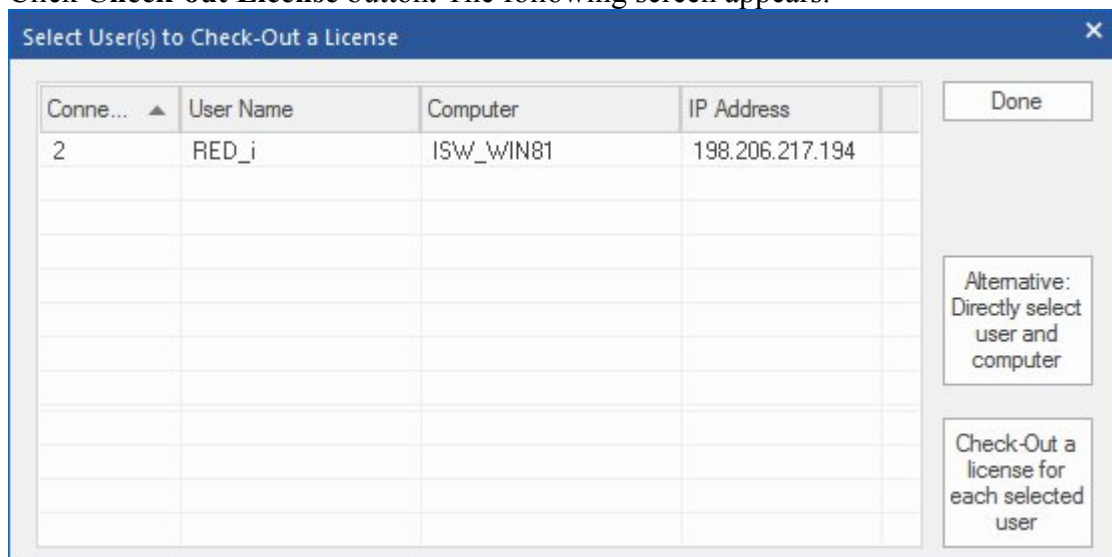 Click Check-out License button. The following screen appears:
Select User(s) to Check-Out a License
Conne... User Name Computer IP Address Done
2 RED_i ISW_WIN81 198.206.217.194
Alternative:
Directly select
user and
computer
Check-Out a
license for
each selected
user